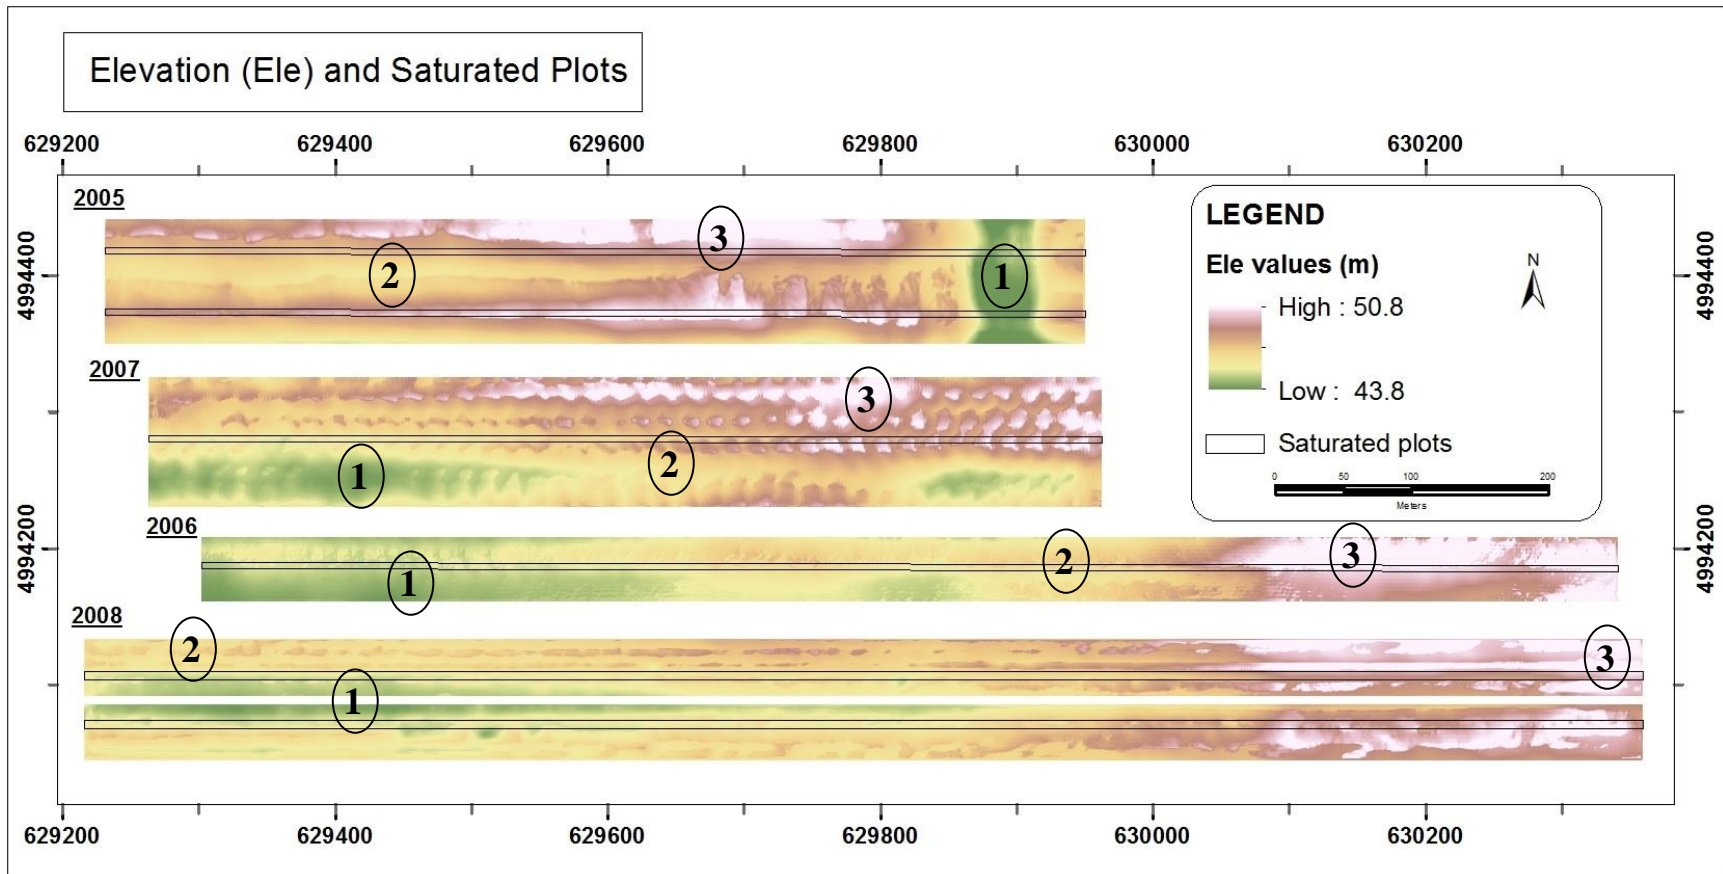 Elevation (Ele) and Saturated Plots
629200 629400 629600 629800 630000 630200
2005
LEGEND
Ele values (m)
N
High : 50.8
Low : 43.8
Saturated plots
0 50 100 200
Meters
4994400 4994400
3
2
1
2007
3
2
1
2006
4994200 4994200
3
2
1
2008
2
3
1
629200 629400 629600 629800 630000 630200